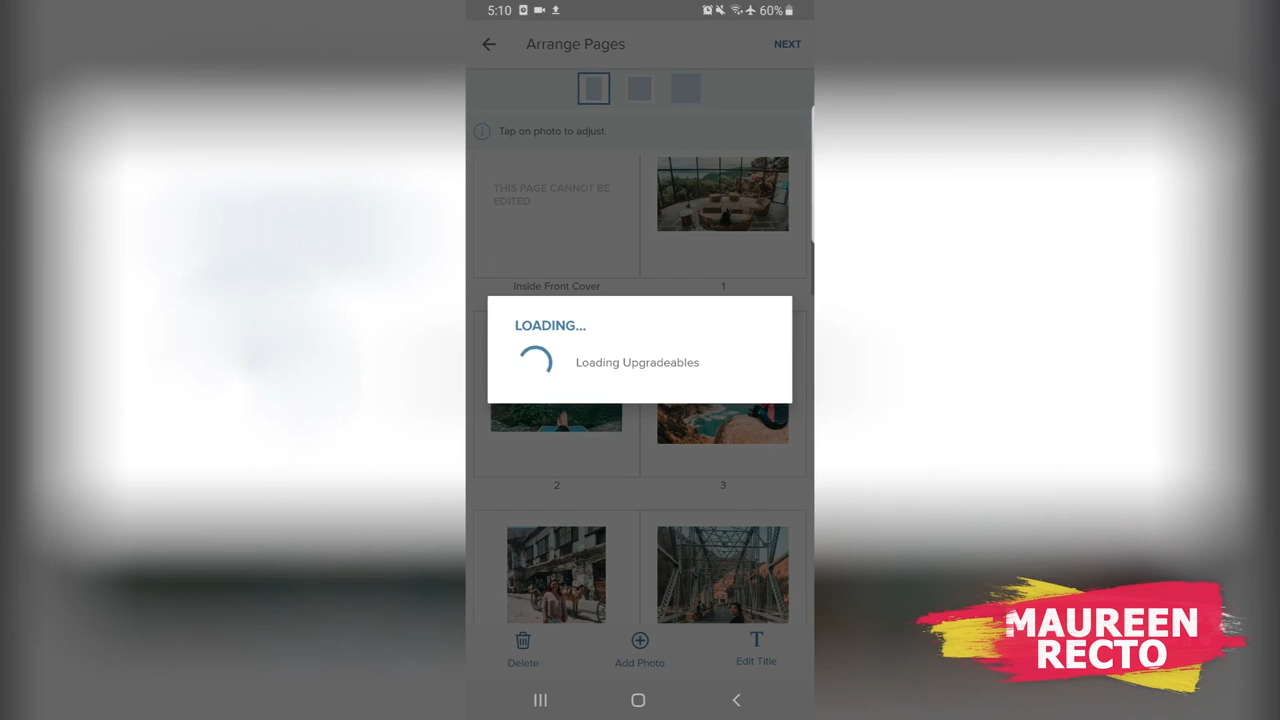 5:10
60%
Arrange Pages
NEXT
Tap on photo to adjust.
THIS PAGE CANNOT BE
EDITED
Inside Front Cover
1
LOADING...
Loading Upgradeables
2
3
Delete
Add Photo
T
Edit Title
MAUREEN
RECTO